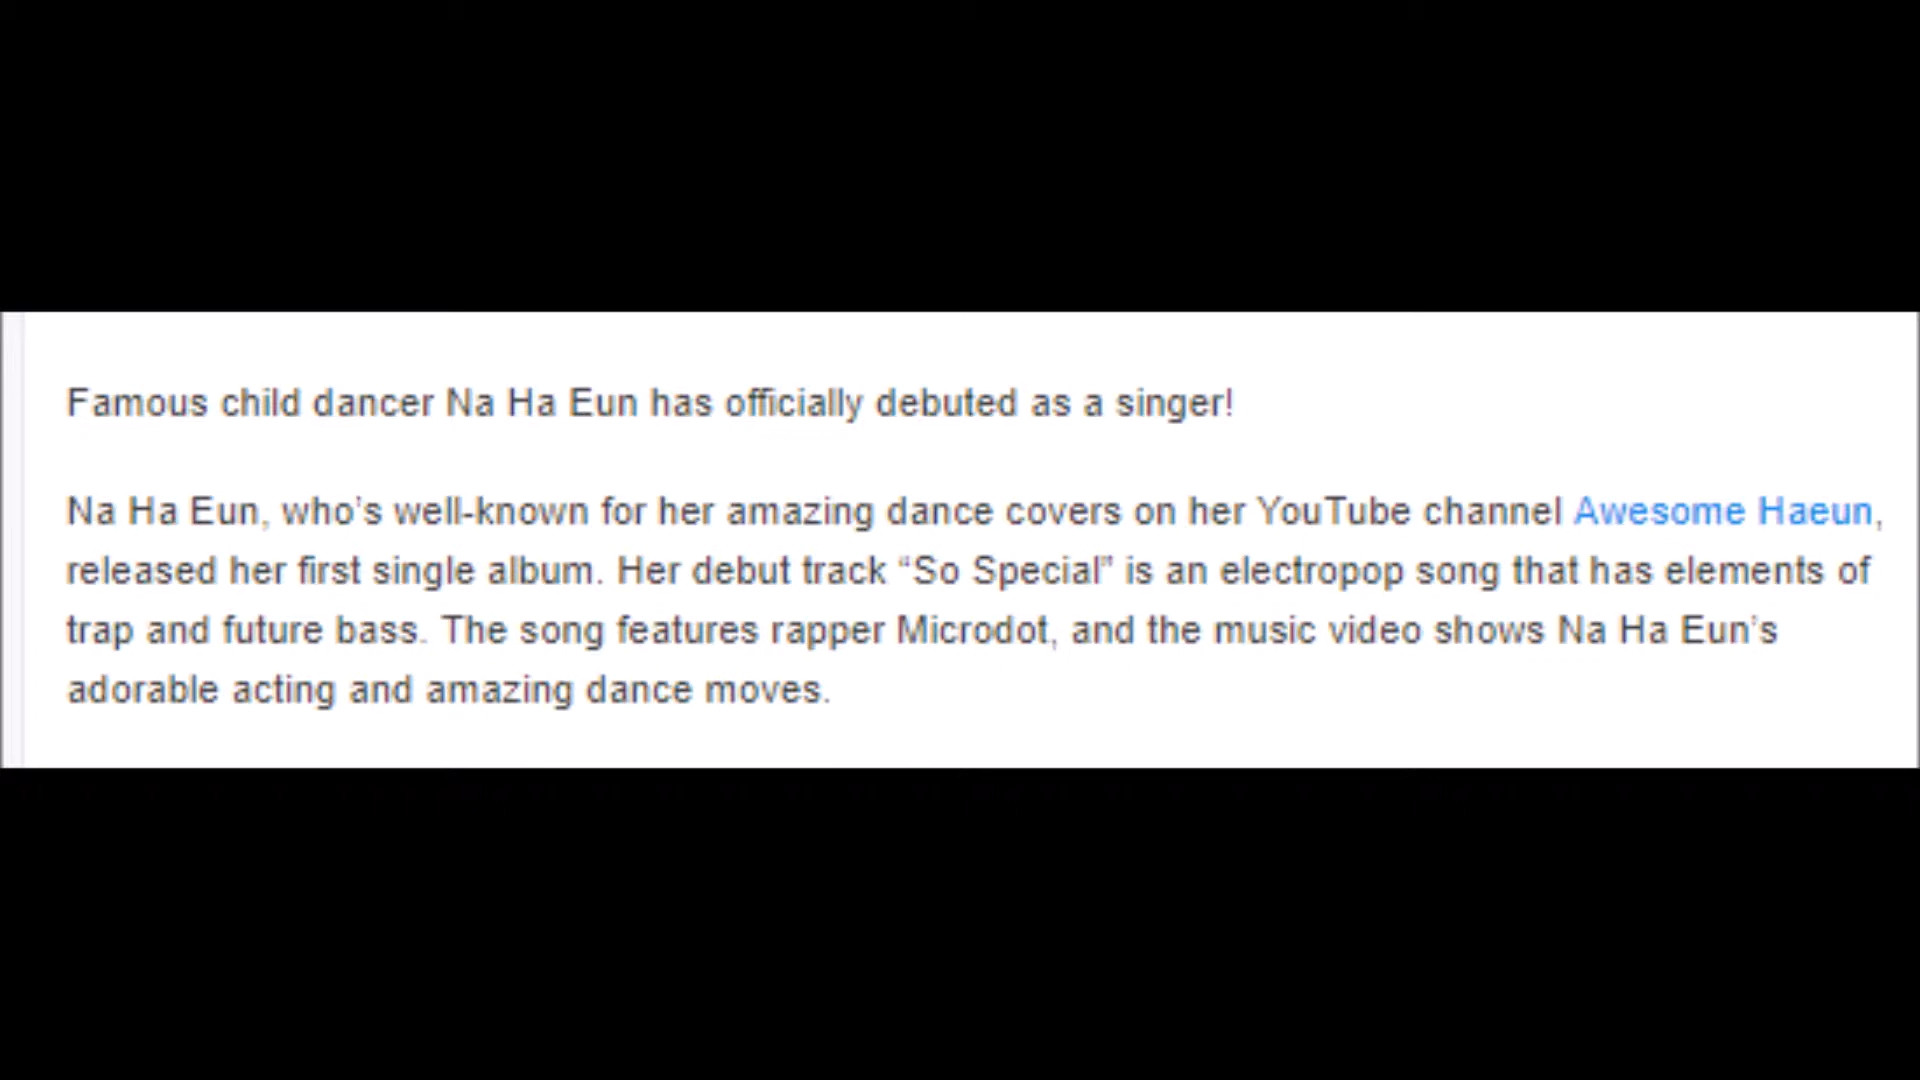 Famous child dancer Na Ha Eun has officially debuted as a singer!
Na Ha Eun, who’s well-known for her amazing dance covers on her YouTube channel Awesome Haeun,
released her first single album. Her debut track “So Special” is an electropop song that has elements of
trap and future bass. The song features rapper Microdot, and the music video shows Na Ha Eun’s
adorable acting and amazing dance moves.